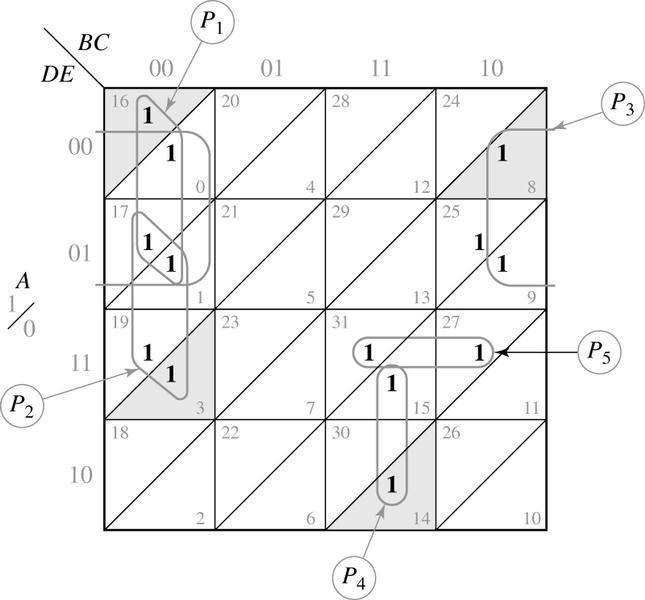 P1
BC
DE
00 01 11 10
P3
16 20 28 24
1
00
1 1
0 4 12 8
17 21 29 25
1 1
01
1 1
1 5 13 9
A
1
0
19 23 31 27
1 1 1
P5
11
1 1
P2
3 7 15 11
18 22 30 26
10
1
2 6 14 10
P4